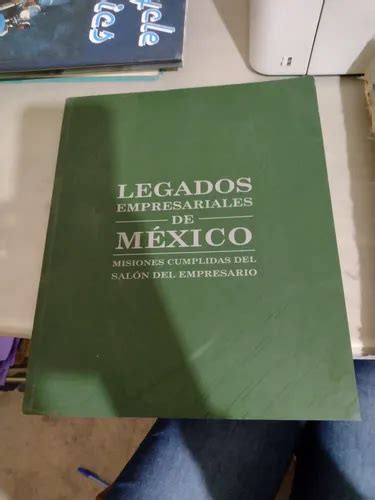 LEGADOS
EMPRESARIALES
DE
MÉXICO
MISIONES CUMPLIDAS DEL
SALÓN DEL EMPRESARIO